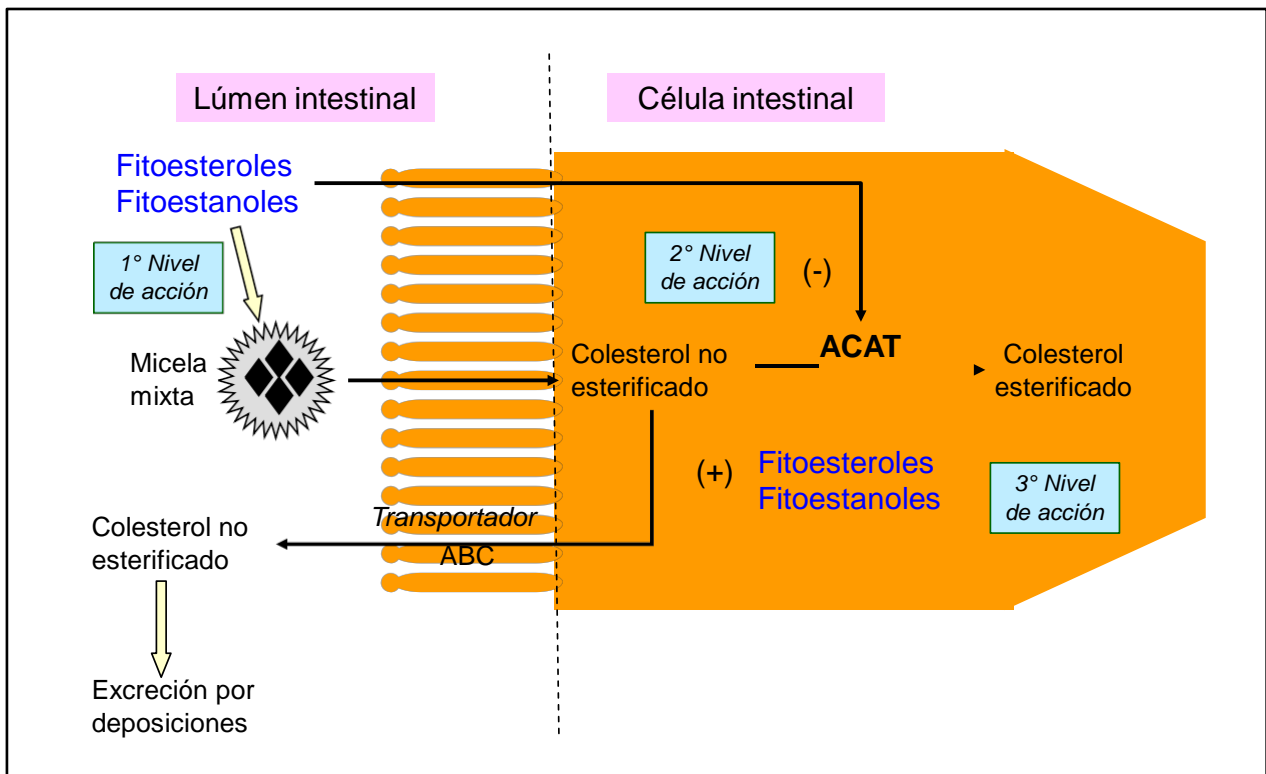 Lúmen intestinal
Célula intestinal
Fitoesteroles
Fitoestanoles
1° Nivel
de acción
2° Nivel
de acción
(-)
Micela
mixta
Colesterol no
esterificado
ACAT
Colesterol
esterificado
(+)
Fitoesteroles
Fitoestanoles
3° Nivel
de acción
Transportador
ABC
Colesterol no
esterificado
Excreción por
deposiciones